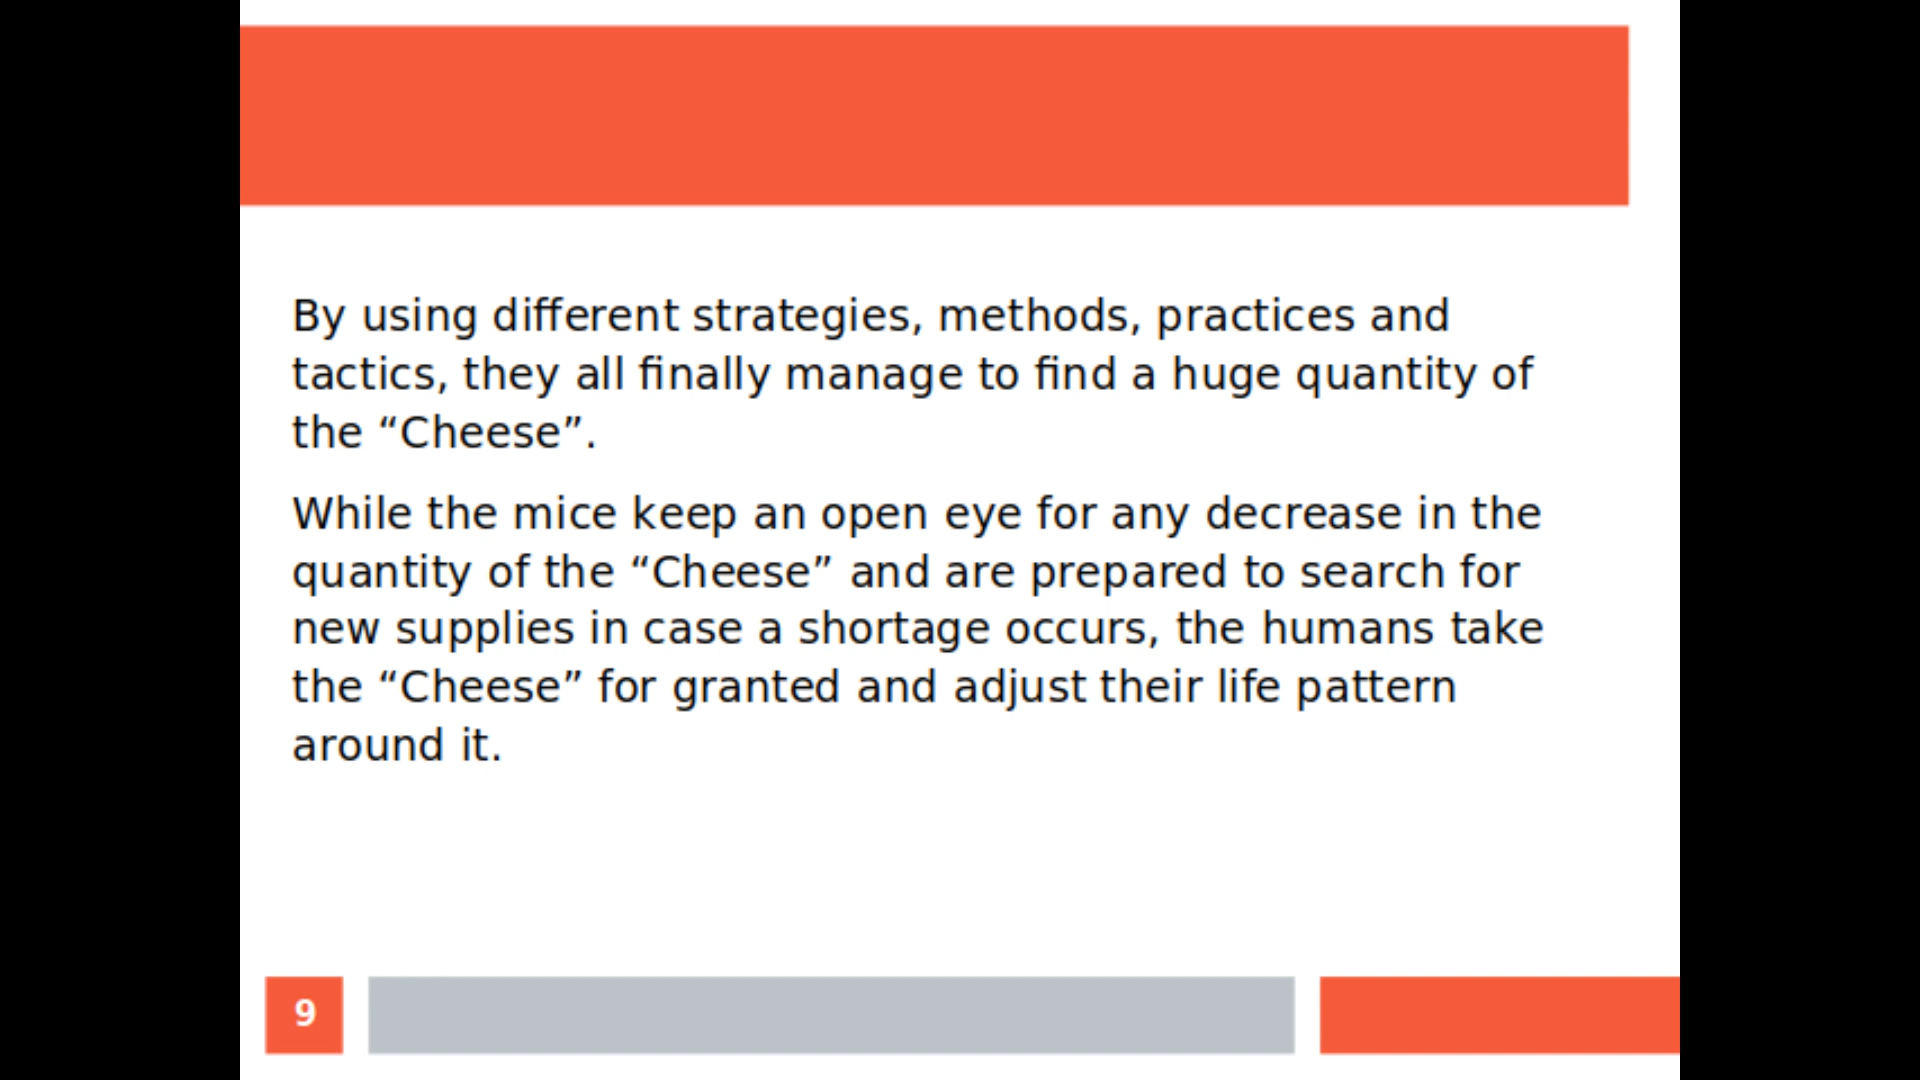 By using different strategies, methods, practices and
tactics, they all finally manage to find a huge quantity of
the “Cheese”.
While the mice keep an open eye for any decrease in the
quantity of the “Cheese” and are prepared to search for
new supplies in case a shortage occurs, the humans take
the “Cheese” for granted and adjust their life pattern
around it.
9